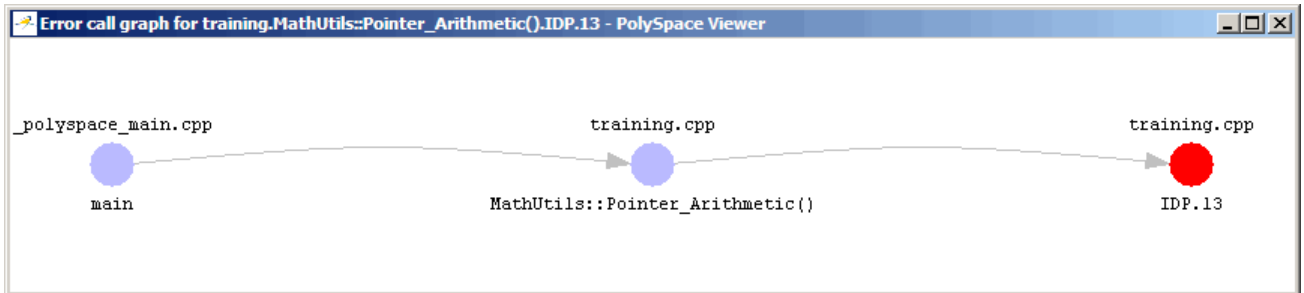 Error call graph for training.MathUtils::Pointer_Arithmetic().IDP.13 - PolySpace Viewer
_polyspace_main.cpp
training.cpp
training.cpp
main
MathUtils::Pointer_Arithmetic()
IDP.13